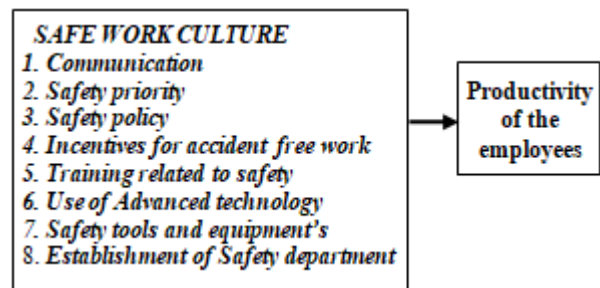 SAFE WORK CULTURE
1. Communication
2. Safety priority
3. Safety policy
4. Incentives for accident free work
5. Training related to safety
6. Use of Advanced technology
7. Safety tools and equipment's
8. Establishment of Safety department
Productivity
of the
employees